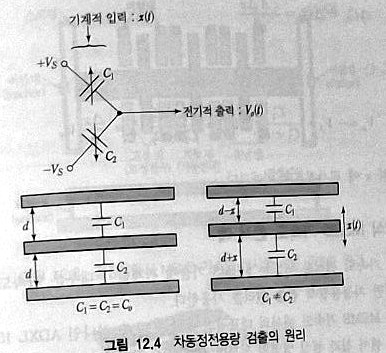 기계적 입력 : x(t)
+V_S
C_1
전기적 출력 : V_o(t)
-V_S
C_2
d
C_1
d
C_2
C_1 = C_2 = C_o
d-x
C_1
x(t)
d+x
C_2
C_1 ≠ C_2
그림 12.4 차동정전용량 검출의 원리